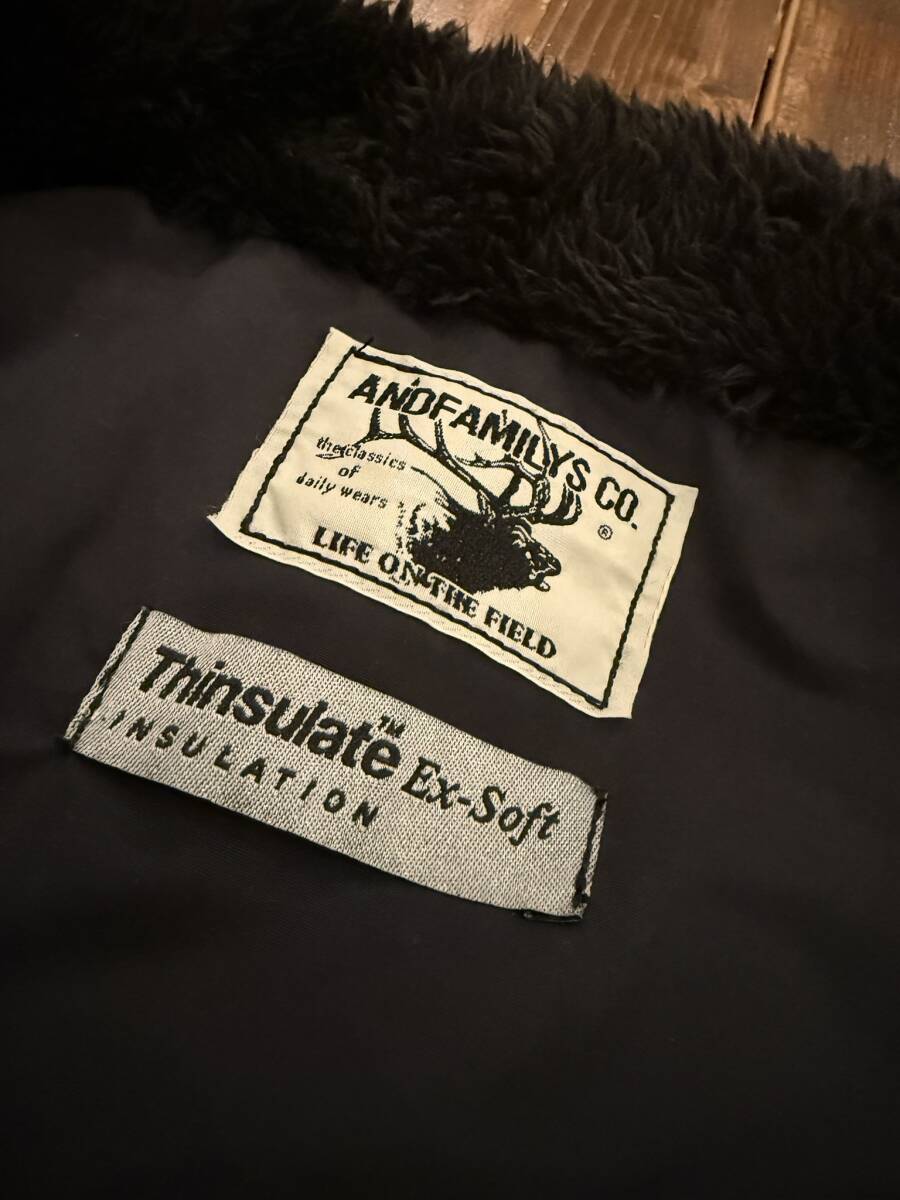 ANDFAMILYS CO.
the classics
of
daily wears
®
LIFE ON THE FIELD
Thinsulate™ Ex-Soft
INSULATION